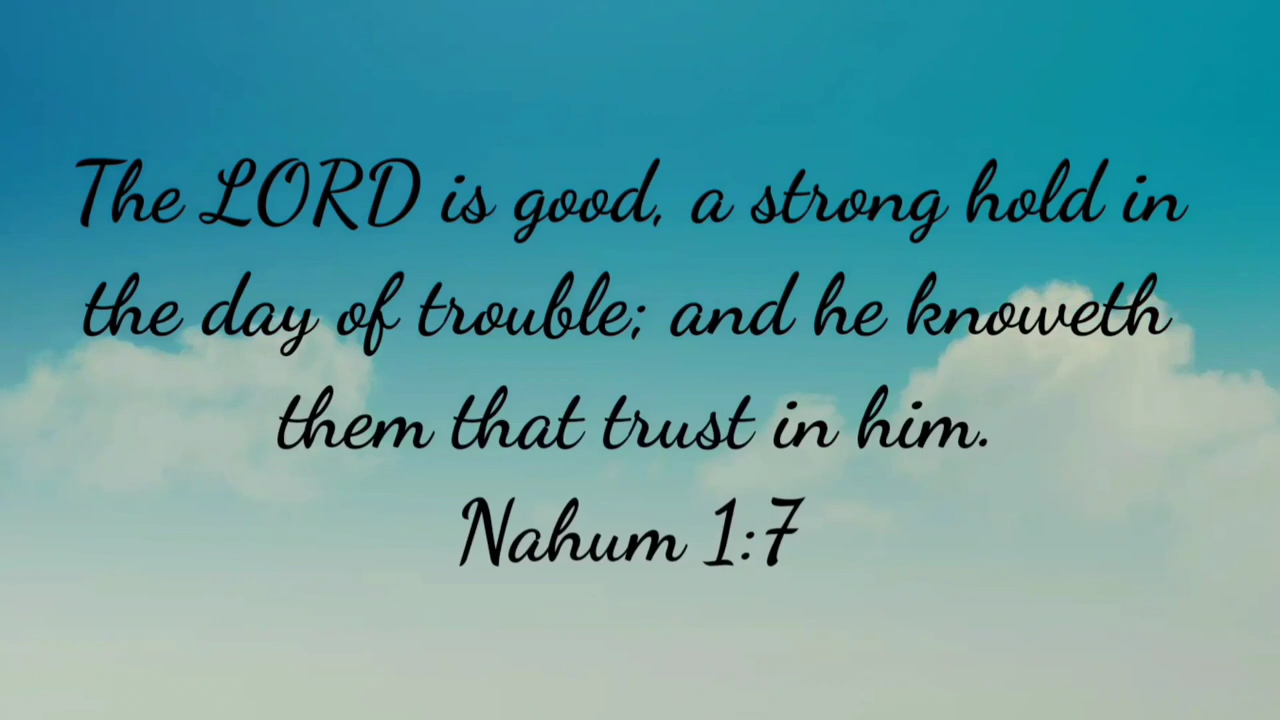 The LORD is good, a strong hold in
the day of trouble; and he knoweth
them that trust in him.
Nahum 1:7